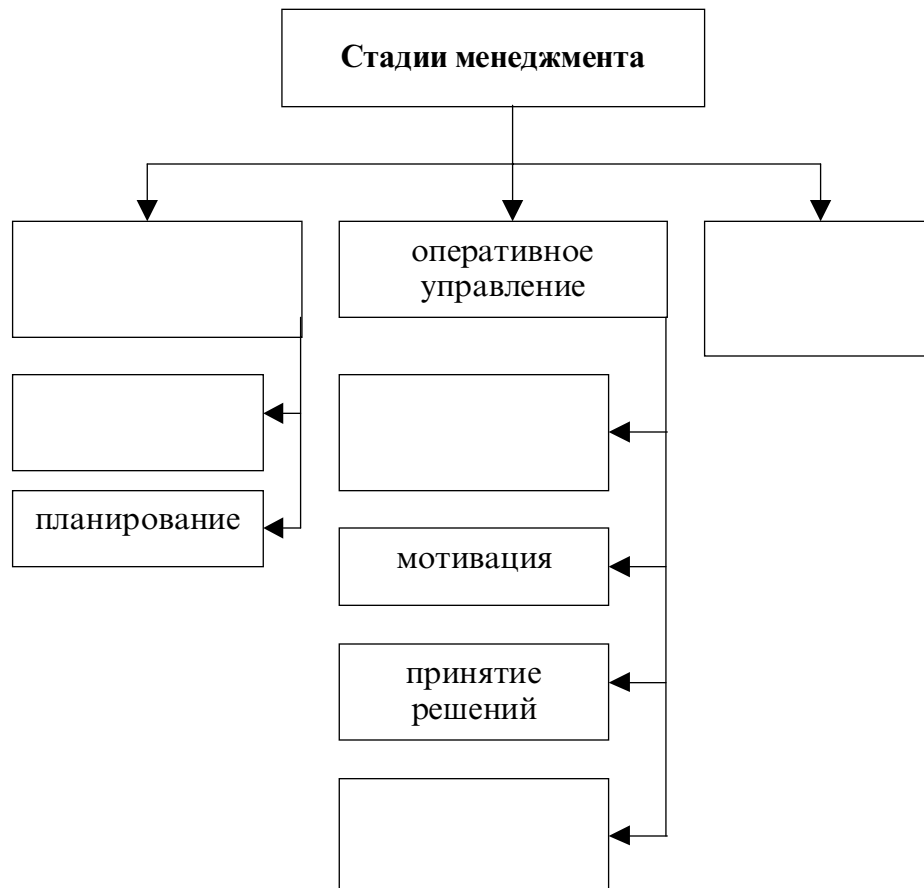 Стадии менеджмента
оперативное
управление
планирование
мотивация
принятие
решений